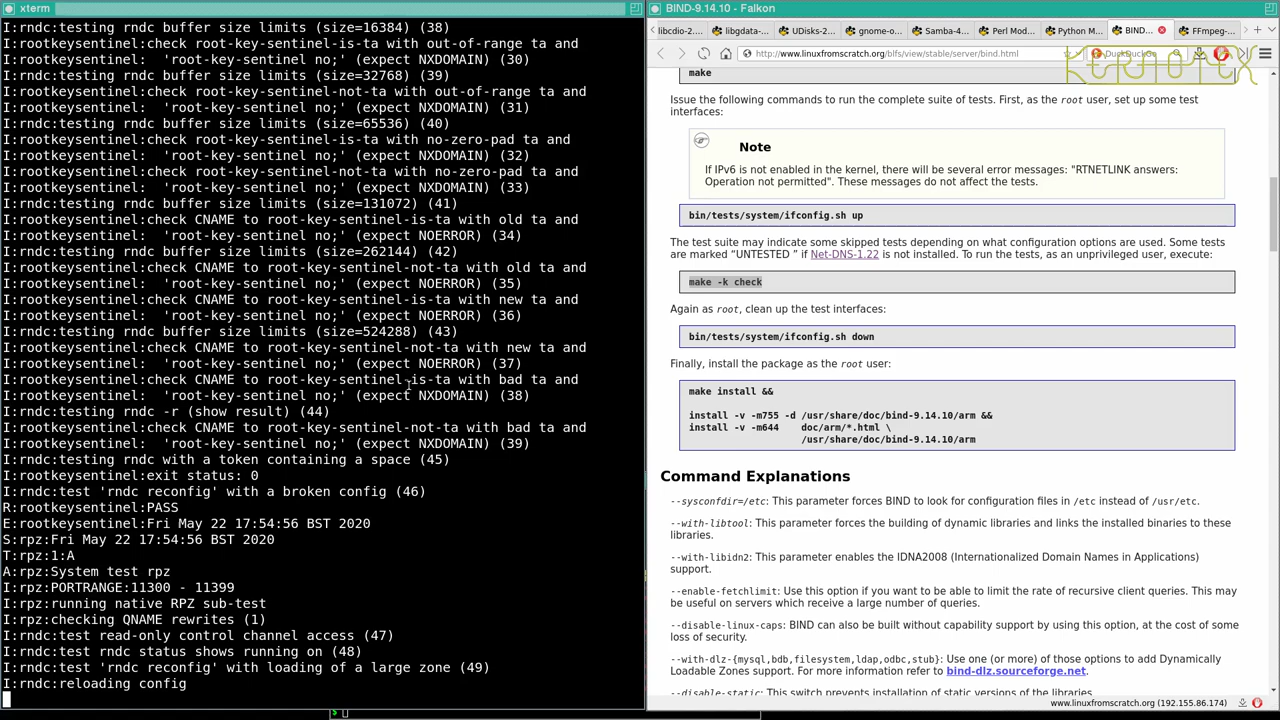 xterm
I:rndc:testing rndc buffer size limits (size=16384) (38)
I:rootkeysentinel:check root-key-sentinel-is-ta with out-of-range ta and
I:rootkeysentinel:  'root-key-sentinel no;' (expect NXDOMAIN) (30)
I:rndc:testing rndc buffer size limits (size=32768) (39)
I:rootkeysentinel:check root-key-sentinel-not-ta with out-of-range ta and
I:rootkeysentinel:  'root-key-sentinel no;' (expect NXDOMAIN) (31)
I:rndc:testing rndc buffer size limits (size=65536) (40)
I:rootkeysentinel:check root-key-sentinel-is-ta with no-zero-pad ta and
I:rootkeysentinel:  'root-key-sentinel no;' (expect NXDOMAIN) (32)
I:rootkeysentinel:check root-key-sentinel-not-ta with no-zero-pad ta and
I:rootkeysentinel:  'root-key-sentinel no;' (expect NXDOMAIN) (33)
I:rndc:testing rndc buffer size limits (size=131072) (41)
I:rootkeysentinel:check CNAME to root-key-sentinel-is-ta with old ta and
I:rootkeysentinel:  'root-key-sentinel no;' (expect NOERROR) (34)
I:rndc:testing rndc buffer size limits (size=262144) (42)
I:rootkeysentinel:check CNAME to root-key-sentinel-not-ta with old ta and
I:rootkeysentinel:  'root-key-sentinel no;' (expect NOERROR) (35)
I:rootkeysentinel:check CNAME to root-key-sentinel-is-ta with new ta and
I:rootkeysentinel:  'root-key-sentinel no;' (expect NOERROR) (36)
I:rndc:testing rndc buffer size limits (size=524288) (43)
I:rootkeysentinel:check CNAME to root-key-sentinel-not-ta with new ta and
I:rootkeysentinel:  'root-key-sentinel no;' (expect NOERROR) (37)
I:rootkeysentinel:check CNAME to root-key-sentinel-is-ta with bad ta and
I:rootkeysentinel:  'root-key-sentinel no;' (expect NXDOMAIN) (38)
I:rndc:testing rndc -r (show result) (44)
I:rootkeysentinel:check CNAME to root-key-sentinel-not-ta with bad ta and
I:rootkeysentinel:  'root-key-sentinel no;' (expect NXDOMAIN) (39)
I:rndc:testing rndc with a token containing a space (45)
I:rootkeysentinel:exit status: 0
I:rndc:test 'rndc reconfig' with a broken config (46)
R:rootkeysentinel:PASS
E:rootkeysentinel:Fri May 22 17:54:56 BST 2020
S:rpz:Fri May 22 17:54:56 BST 2020
T:rpz:1:A
A:rpz:System test rpz
I:rpz:PORTRANGE:11300 - 11399
I:rpz:running native RPZ sub-test
I:rpz:checking QNAME rewrites (1)
I:rndc:test read-only control channel access (47)
I:rndc:test rndc status shows running on (48)
I:rndc:test 'rndc reconfig' with loading of a large zone (49)
I:rndc:reloading config
$
BIND-9.14.10 - Falkon
libcdio-2.... libgdata-... UDisks-2.... gnome-o... Samba-4.... Perl Mod... Python M... BIND... FFmpeg-...
http://www.linuxfromscratch.org/blfs/view/stable/server/bind.html DuckDuckGo
KERNOTEX
make
Issue the following commands to run the complete suite of tests. First, as the root user, set up some test
interfaces:
Note
If IPv6 is not enabled in the kernel, there will be several error messages: "RTNETLINK answers:
Operation not permitted". These messages do not affect the tests.
bin/tests/system/ifconfig.sh up
The test suite may indicate some skipped tests depending on what configuration options are used. Some tests
are marked “UNTESTED ” if Net-DNS-1.22 is not installed. To run the tests, as an unprivileged user, execute:
make -k check
Again as root, clean up the test interfaces:
bin/tests/system/ifconfig.sh down
Finally, install the package as the root user:
make install &&
install -v -m755 -d /usr/share/doc/bind-9.14.10/arm &&
install -v -m644    doc/arm/*.html \
/usr/share/doc/bind-9.14.10/arm
Command Explanations
--sysconfdir=/etc: This parameter forces BIND to look for configuration files in /etc instead of /usr/etc.
--with-libtool: This parameter forces the building of dynamic libraries and links the installed binaries to these
libraries.
--with-libidn2: This parameter enables the IDNA2008 (Internationalized Domain Names in Applications)
support.
--enable-fetchlimit: Use this option if you want to be able to limit the rate of recursive client queries. This may
be useful on servers which receive a large number of queries.
--disable-linux-caps: BIND can also be built without capability support by using this option, at the cost of some
loss of security.
--with-dlz-{mysql,bdb,filesystem,ldap,odbc,stub}: Use one (or more) of those options to add Dynamically
Loadable Zones support. For more information refer to bind-dlz.sourceforge.net.
--disable-static: This switch prevents installation of static versions of the libraries.
www.linuxfromscratch.org (192.155.86.174)